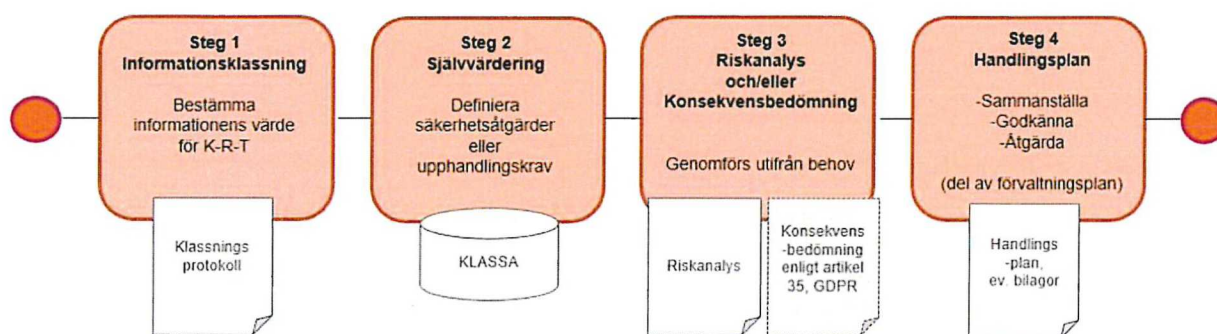 Steg 1
Informationsklassning
Bestämma
informationens värde
för K-R-T
Klassnings
protokoll
Steg 2
Självvärdering
Definiera
säkerhetsåtgärder
eller
upphandlingskrav
KLASSA
Steg 3
Riskanalys
och/eller
Konsekvensbedömning
Genomförs utifrån behov
Riskanalys
Konsekvens
-bedömning
enligt artikel
35, GDPR
Steg 4
Handlingsplan
-Sammanställa
-Godkänna
-Åtgärda
(del av förvaltningsplan)
Handlings
-plan,
ev. bilagor